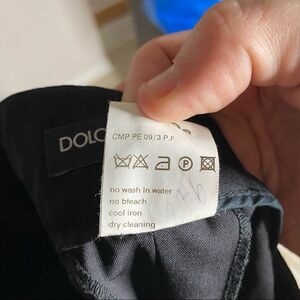 DOLC
CMP PE 09/3 P.F
P
no wash in water
no bleach
cool iron
dry cleaning